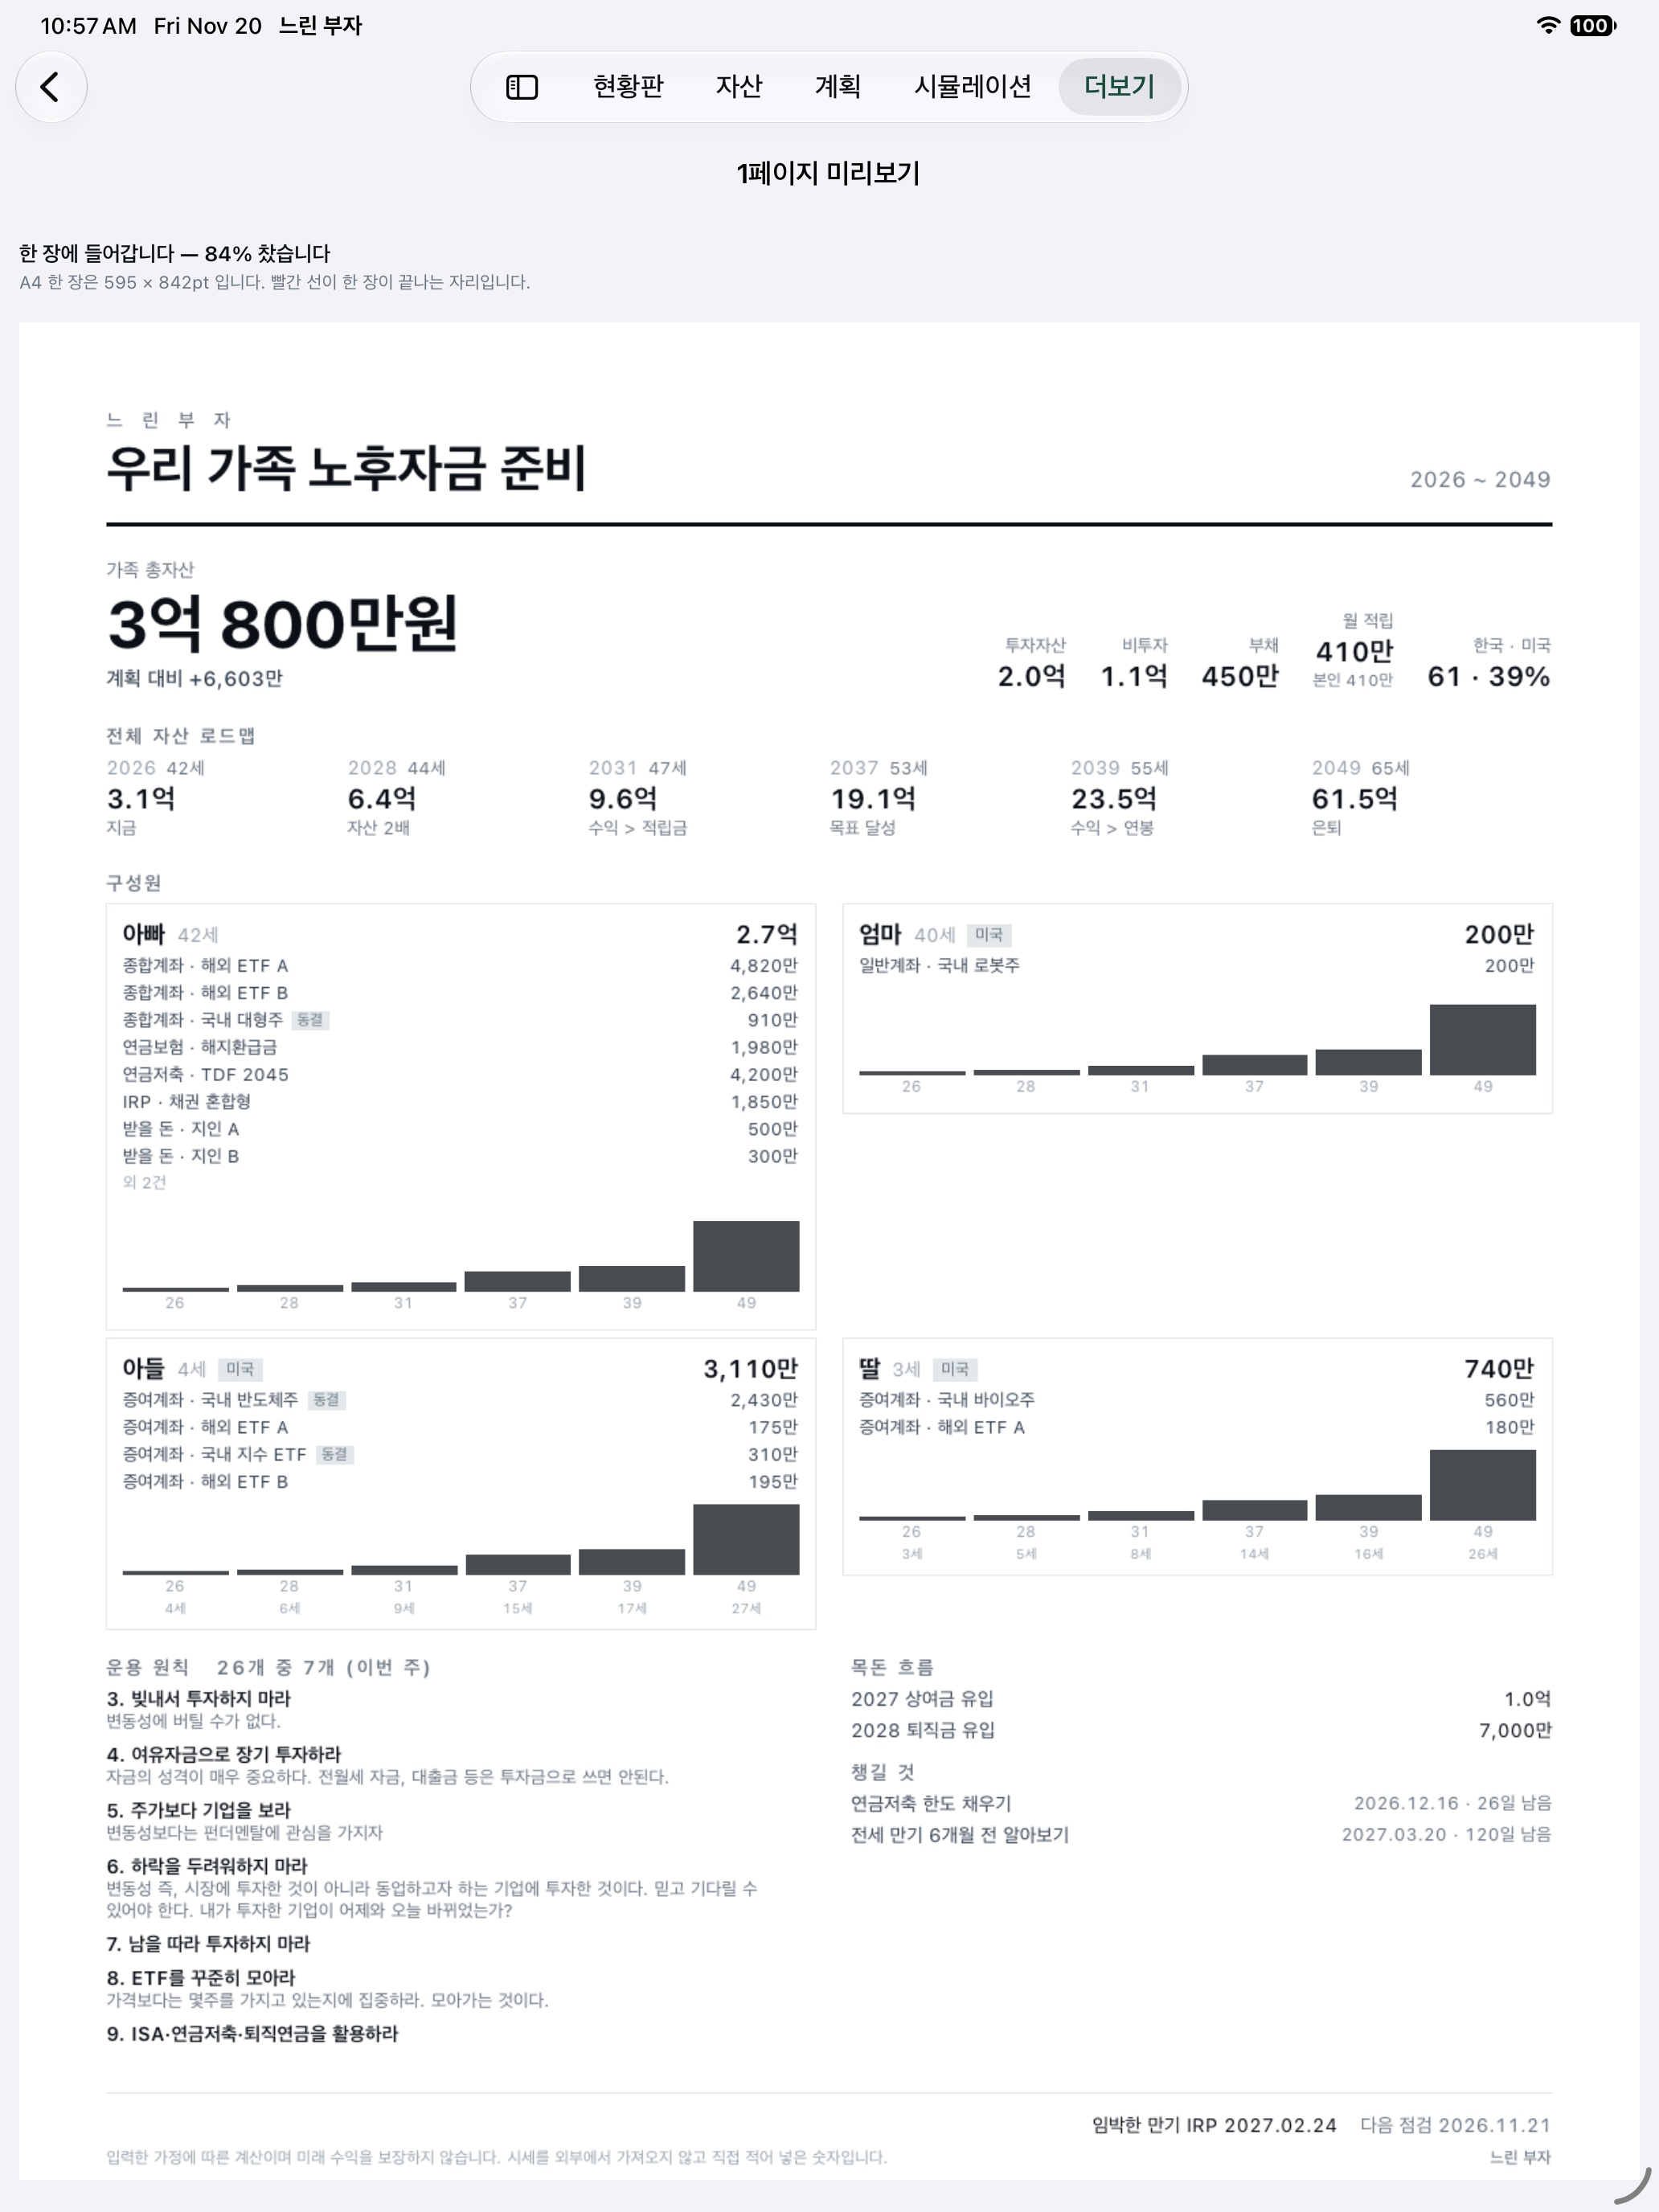 10:57 AM Fri Nov 20 느린 부자
100
현황판 자산 계획 시뮬레이션 더보기
1페이지 미리보기
한 장에 들어갑니다 — 84% 찼습니다
A4 한 장은 595 × 842pt 입니다. 빨간 선이 한 장이 끝나는 자리입니다.
느 린 부 자
우리 가족 노후자금 준비
2026 ~ 2049
가족 총자산
3억 800만원
계획 대비 +6,603만
투자자산
2.0억
비투자
1.1억
부채
450만
월 적립
410만
본인 410만
한국 · 미국
61 · 39%
전체 자산 로드맵
2026 42세
3.1억
지금
2028 44세
6.4억
자산 2배
2031 47세
9.6억
수익 > 적립금
2037 53세
19.1억
목표 달성
2039 55세
23.5억
수익 > 연봉
2049 65세
61.5억
은퇴
구성원
아빠 42세 2.7억
종합계좌 · 해외 ETF A 4,820만
종합계좌 · 해외 ETF B 2,640만
종합계좌 · 국내 대형주 동결 910만
연금보험 · 해지환급금 1,980만
연금저축 · TDF 2045 4,200만
IRP · 채권 혼합형 1,850만
받을 돈 · 지인 A 500만
받을 돈 · 지인 B 300만
외 2건
26 28 31 37 39 49
엄마 40세 미국 200만
일반계좌 · 국내 로봇주 200만
26 28 31 37 39 49
아들 4세 미국 3,110만
증여계좌 · 국내 반도체주 동결 2,430만
증여계좌 · 해외 ETF A 175만
증여계좌 · 국내 지수 ETF 동결 310만
증여계좌 · 해외 ETF B 195만
26 28 31 37 39 49
4세 6세 9세 15세 17세 27세
딸 3세 미국 740만
증여계좌 · 국내 바이오주 560만
증여계좌 · 해외 ETF A 180만
26 28 31 37 39 49
3세 5세 8세 14세 16세 26세
운용 원칙 26개 중 7개 (이번 주)
3. 빚내서 투자하지 마라
변동성에 버틸 수가 없다.
4. 여유자금으로 장기 투자하라
자금의 성격이 매우 중요하다. 전월세 자금, 대출금 등은 투자금으로 쓰면 안된다.
5. 주가보다 기업을 보라
변동성보다는 펀더멘탈에 관심을 가지자
6. 하락을 두려워하지 마라
변동성 즉, 시장에 투자한 것이 아니라 동업하고자 하는 기업에 투자한 것이다. 믿고 기다릴 수
있어야 한다. 내가 투자한 기업이 어제와 오늘 바뀌었는가?
7. 남을 따라 투자하지 마라
8. ETF를 꾸준히 모아라
가격보다는 몇주를 가지고 있는지에 집중하라. 모아가는 것이다.
9. ISA·연금저축·퇴직연금을 활용하라
목돈 흐름
2027 상여금 유입 1.0억
2028 퇴직금 유입 7,000만
챙길 것
연금저축 한도 채우기 2026.12.16 · 26일 남음
전세 만기 6개월 전 알아보기 2027.03.20 · 120일 남음
임박한 만기 IRP 2027.02.24 다음 점검 2026.11.21
입력한 가정에 따른 계산이며 미래 수익을 보장하지 않습니다. 시세를 외부에서 가져오지 않고 직접 적어 넣은 숫자입니다.
느린 부자